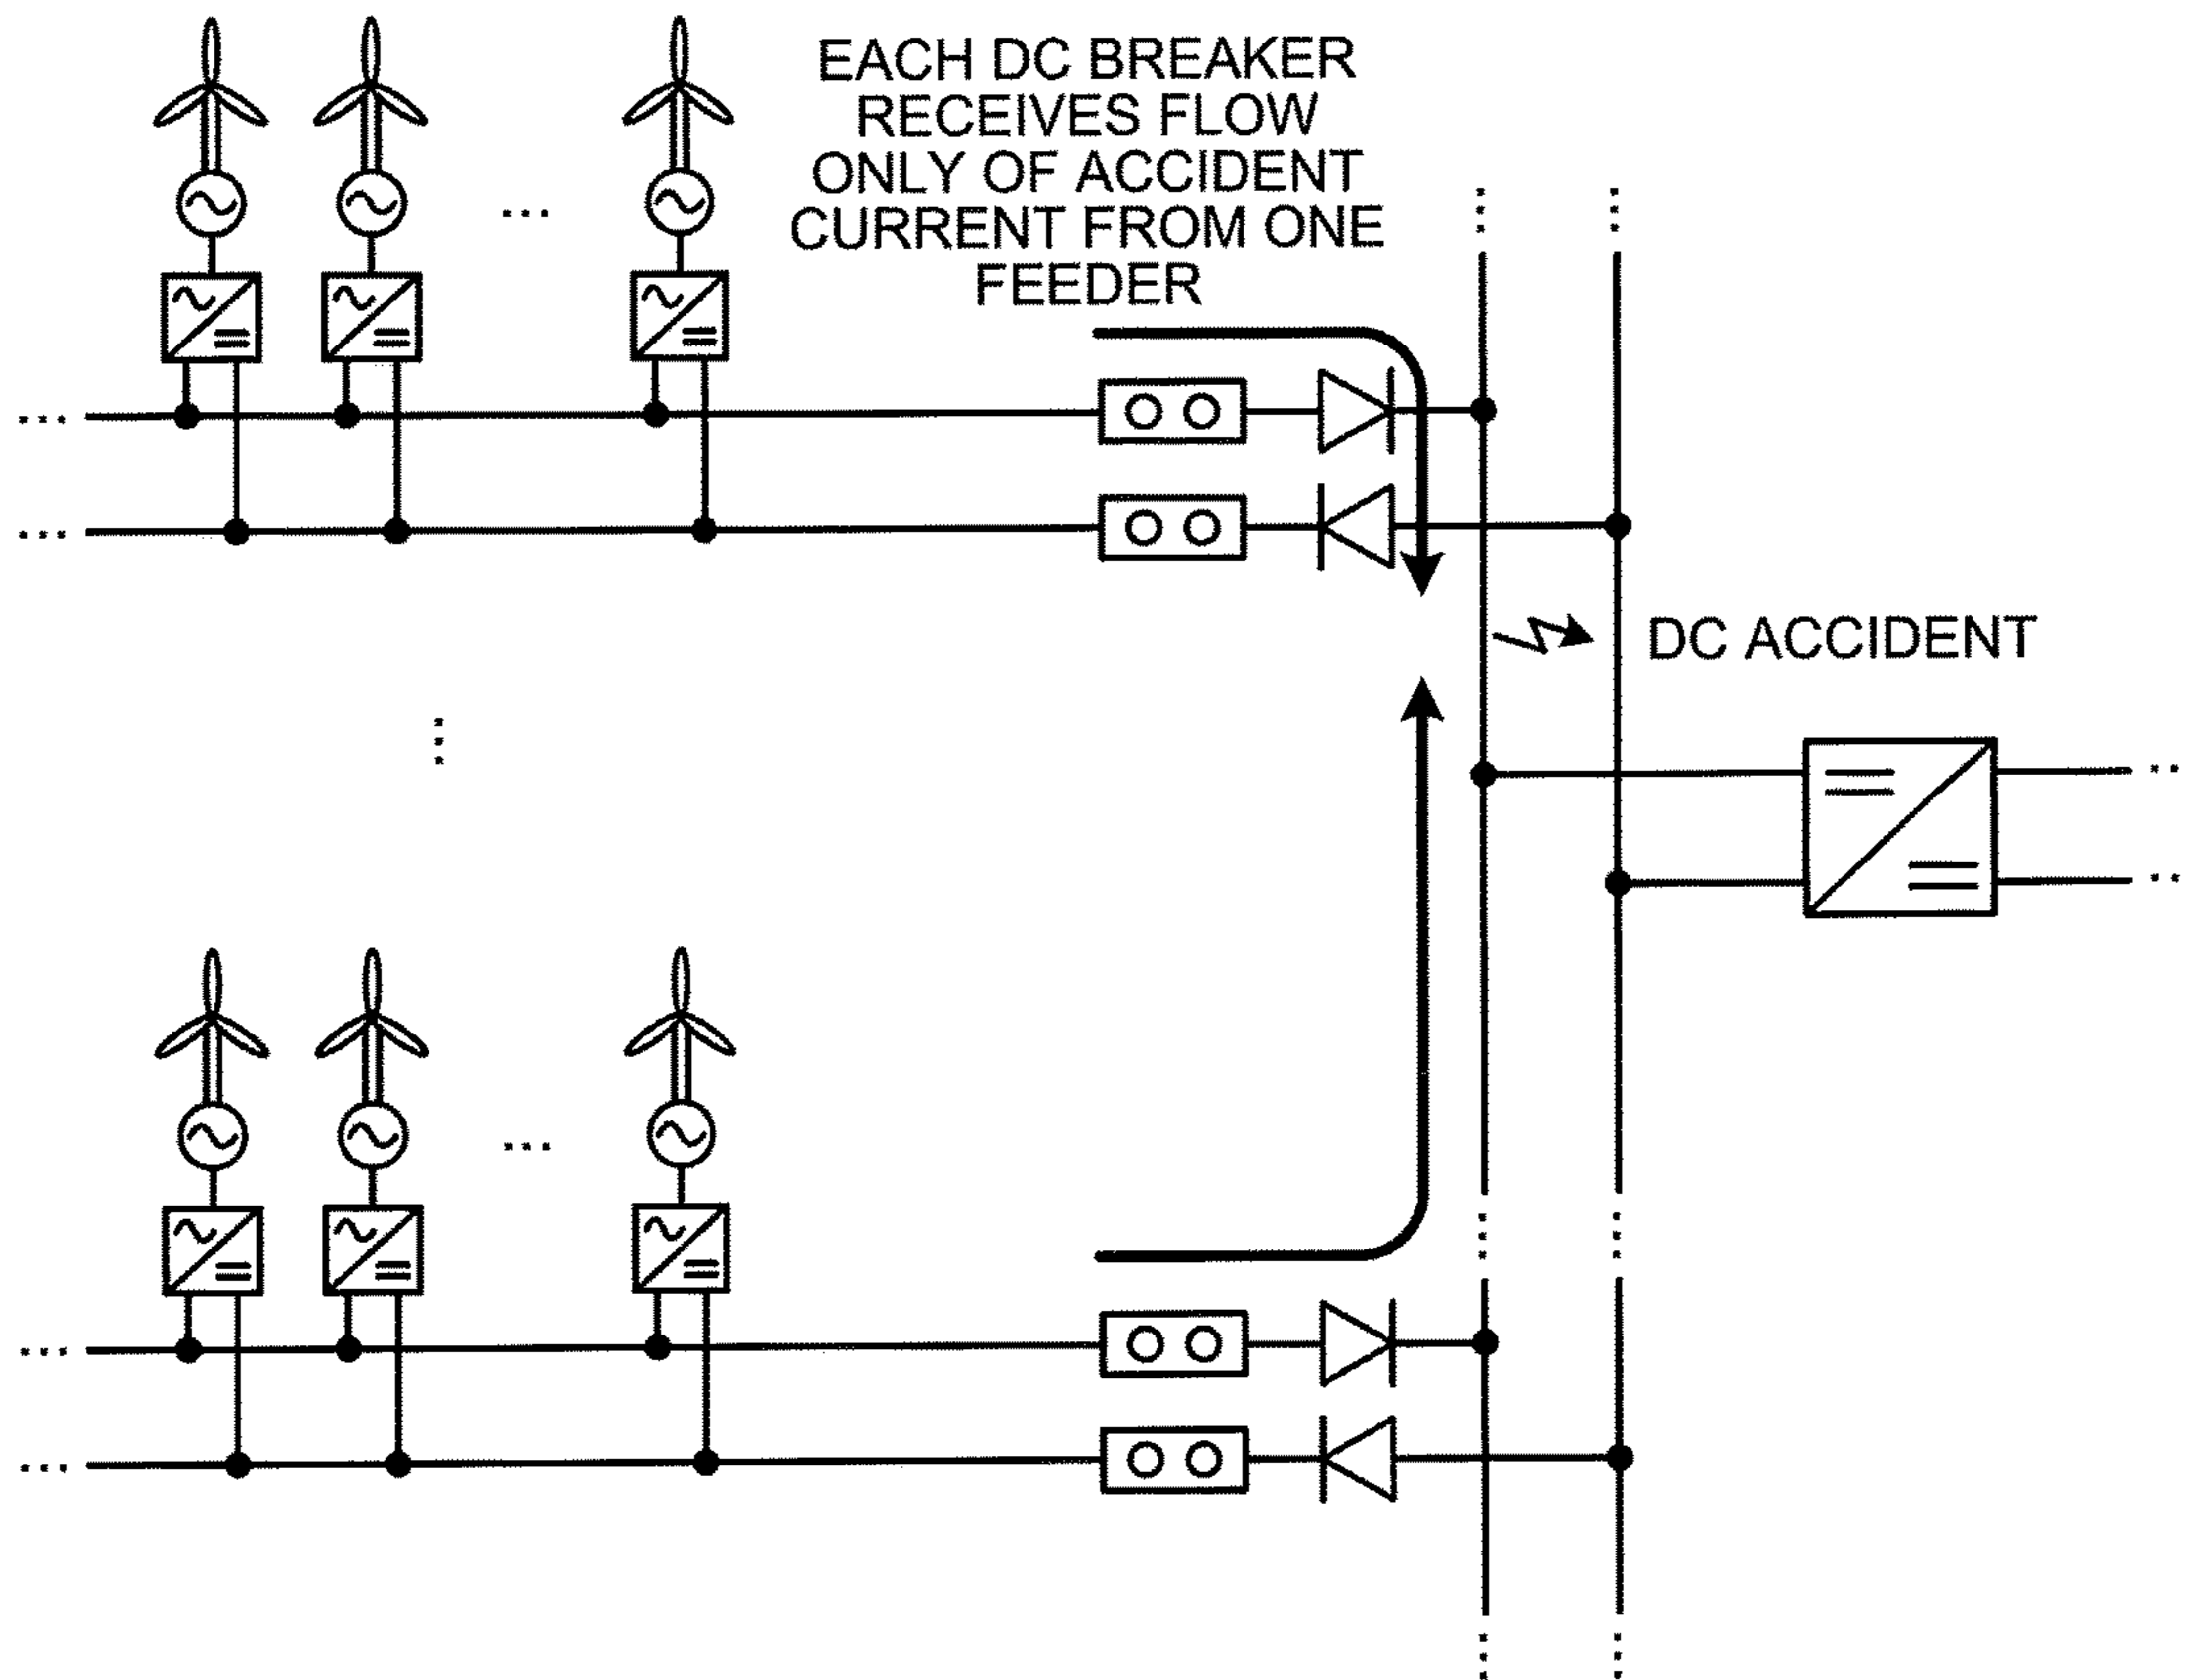 EACH DC BREAKER
RECEIVES FLOW
ONLY OF ACCIDENT
CURRENT FROM ONE
FEEDER
DC ACCIDENT